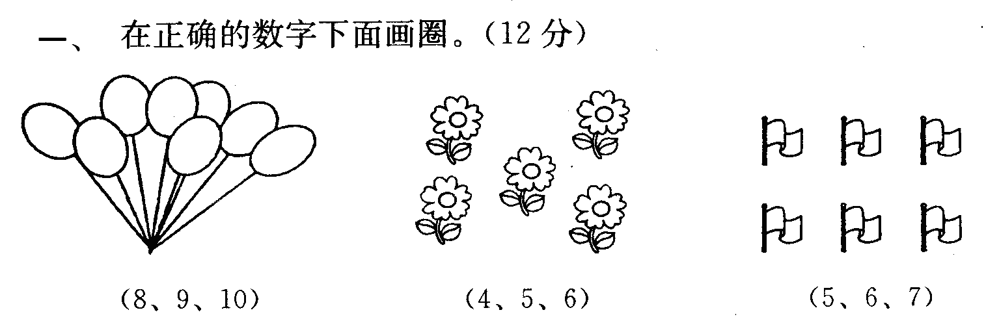 一、 在正确的数字下面画圈。(12 分)
(8、9、10) (4、5、6) (5、6、7)